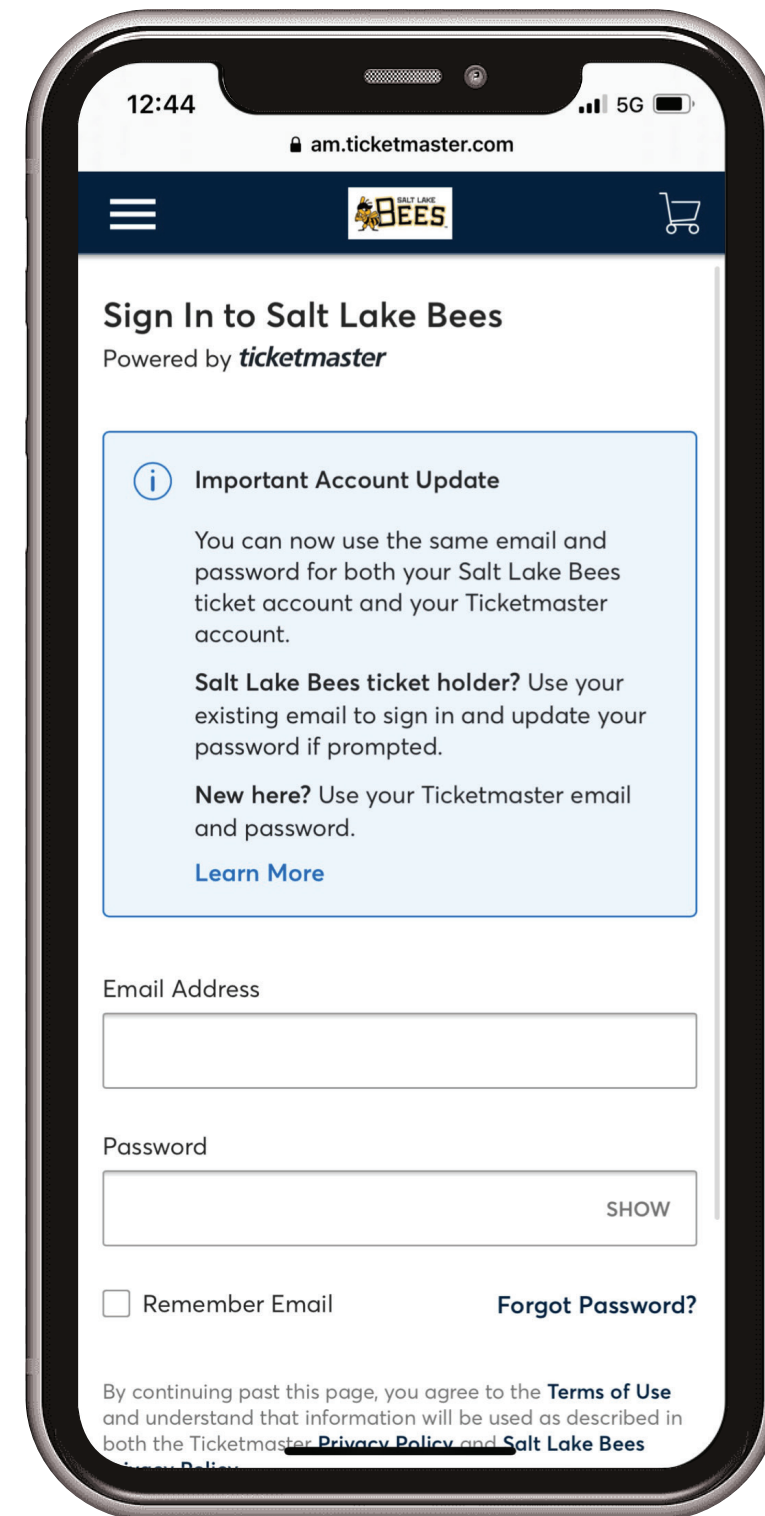 12:44
5G
am.ticketmaster.com
SALT LAKE
BEES
Sign In to Salt Lake Bees
Powered by ticketmaster
Important Account Update
You can now use the same email and
password for both your Salt Lake Bees
ticket account and your Ticketmaster
account.
Salt Lake Bees ticket holder? Use your
existing email to sign in and update your
password if prompted.
New here? Use your Ticketmaster email
and password.
Learn More
Email Address
Password
SHOW
Remember Email
Forgot Password?
By continuing past this page, you agree to the Terms of Use
and understand that information will be used as described in
both the Ticketmaster Privacy Policy and Salt Lake Bees
Privacy Policy